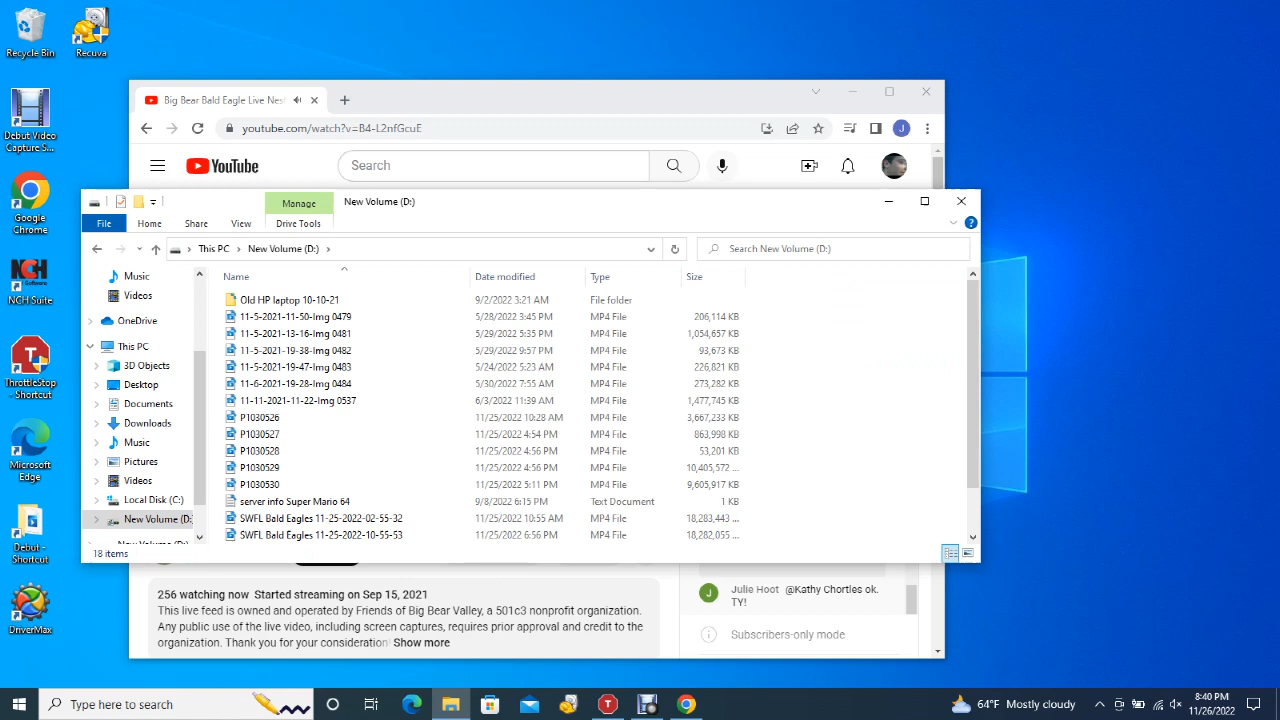 Recycle Bin
Recuva
Debut Video
Capture S...
Google
Chrome
NCH
NCH Suite
ThrottleStop
- Shortcut
Microsoft
Edge
Debut -
Shortcut
DriverMax
Big Bear Bald Eagle Live Nest
youtube.com/watch?v=B4-L2nfGcuE
J
YouTube
Search
Manage
New Volume (D:)
File
Home
Share
View
Drive Tools
This PC
New Volume (D:)
Search New Volume (D:)
Music
Videos
OneDrive
This PC
3D Objects
Desktop
Documents
Downloads
Music
Pictures
Videos
Local Disk (C:)
New Volume (D:
New Volume (D:)
Name Date modified Type Size
Old HP laptop 10-10-21 9/2/2022 3:21 AM File folder
11-5-2021-11-50-Img 0479 5/28/2022 3:45 PM MP4 File 206,114 KB
11-5-2021-13-16-Img 0481 5/29/2022 5:35 PM MP4 File 1,054,657 KB
11-5-2021-19-38-Img 0482 5/29/2022 9:57 PM MP4 File 93,673 KB
11-5-2021-19-47-Img 0483 5/24/2022 5:23 AM MP4 File 226,821 KB
11-6-2021-19-28-Img 0484 5/30/2022 7:55 AM MP4 File 273,282 KB
11-11-2021-11-22-Img 0537 6/3/2022 11:39 AM MP4 File 1,477,745 KB
P1030526 11/25/2022 10:28 AM MP4 File 3,667,233 KB
P1030527 11/25/2022 4:54 PM MP4 File 863,998 KB
P1030528 11/25/2022 4:56 PM MP4 File 53,201 KB
P1030529 11/25/2022 4:56 PM MP4 File 10,405,572 ...
P1030530 11/25/2022 5:11 PM MP4 File 9,605,917 KB
server info Super Mario 64 9/8/2022 6:15 PM Text Document 1 KB
SWFL Bald Eagles 11-25-2022-02-55-32 11/25/2022 10:55 AM MP4 File 18,283,443 ...
SWFL Bald Eagles 11-25-2022-10-55-53 11/25/2022 6:56 PM MP4 File 18,282,055 ...
18 items
256 watching now Started streaming on Sep 15, 2021
This live feed is owned and operated by Friends of Big Bear Valley, a 501c3 nonprofit organization.
Any public use of the live video, including screen captures, requires prior approval and credit to the
organization. Thank you for your consideration! Show more
J
Julie Hoot @Kathy Chortles ok.
TY!
Subscribers-only mode
Type here to search
T
64°F Mostly cloudy
8:40 PM
11/26/2022